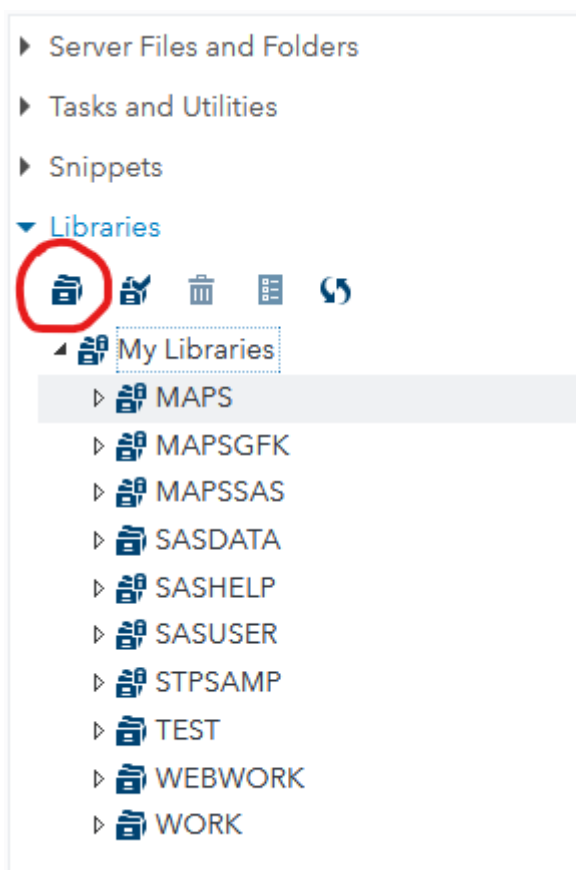 Server Files and Folders
Tasks and Utilities
Snippets
Libraries
My Libraries
MAPS
MAPSGFK
MAPSSAS
SASDATA
SASHELP
SASUSER
STPSAMP
TEST
WEBWORK
WORK